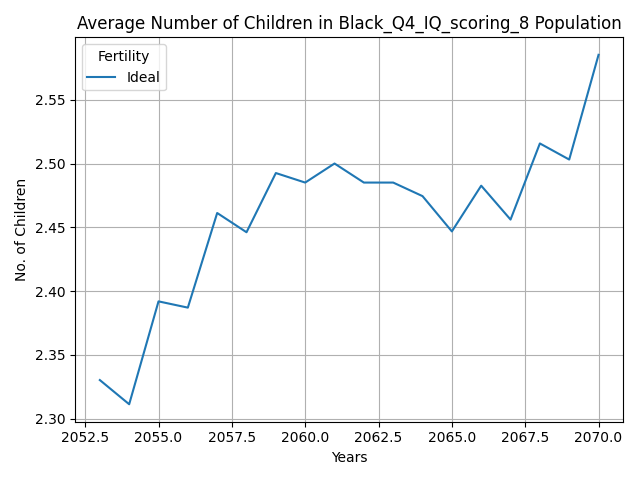 Average Number of Children in Black_Q4_IQ_scoring_8 Population
Fertility
Ideal
No. of Children
2.55
2.50
2.45
2.40
2.35
2.30
2052.5 2055.0 2057.5 2060.0 2062.5 2065.0 2067.5 2070.0
Years